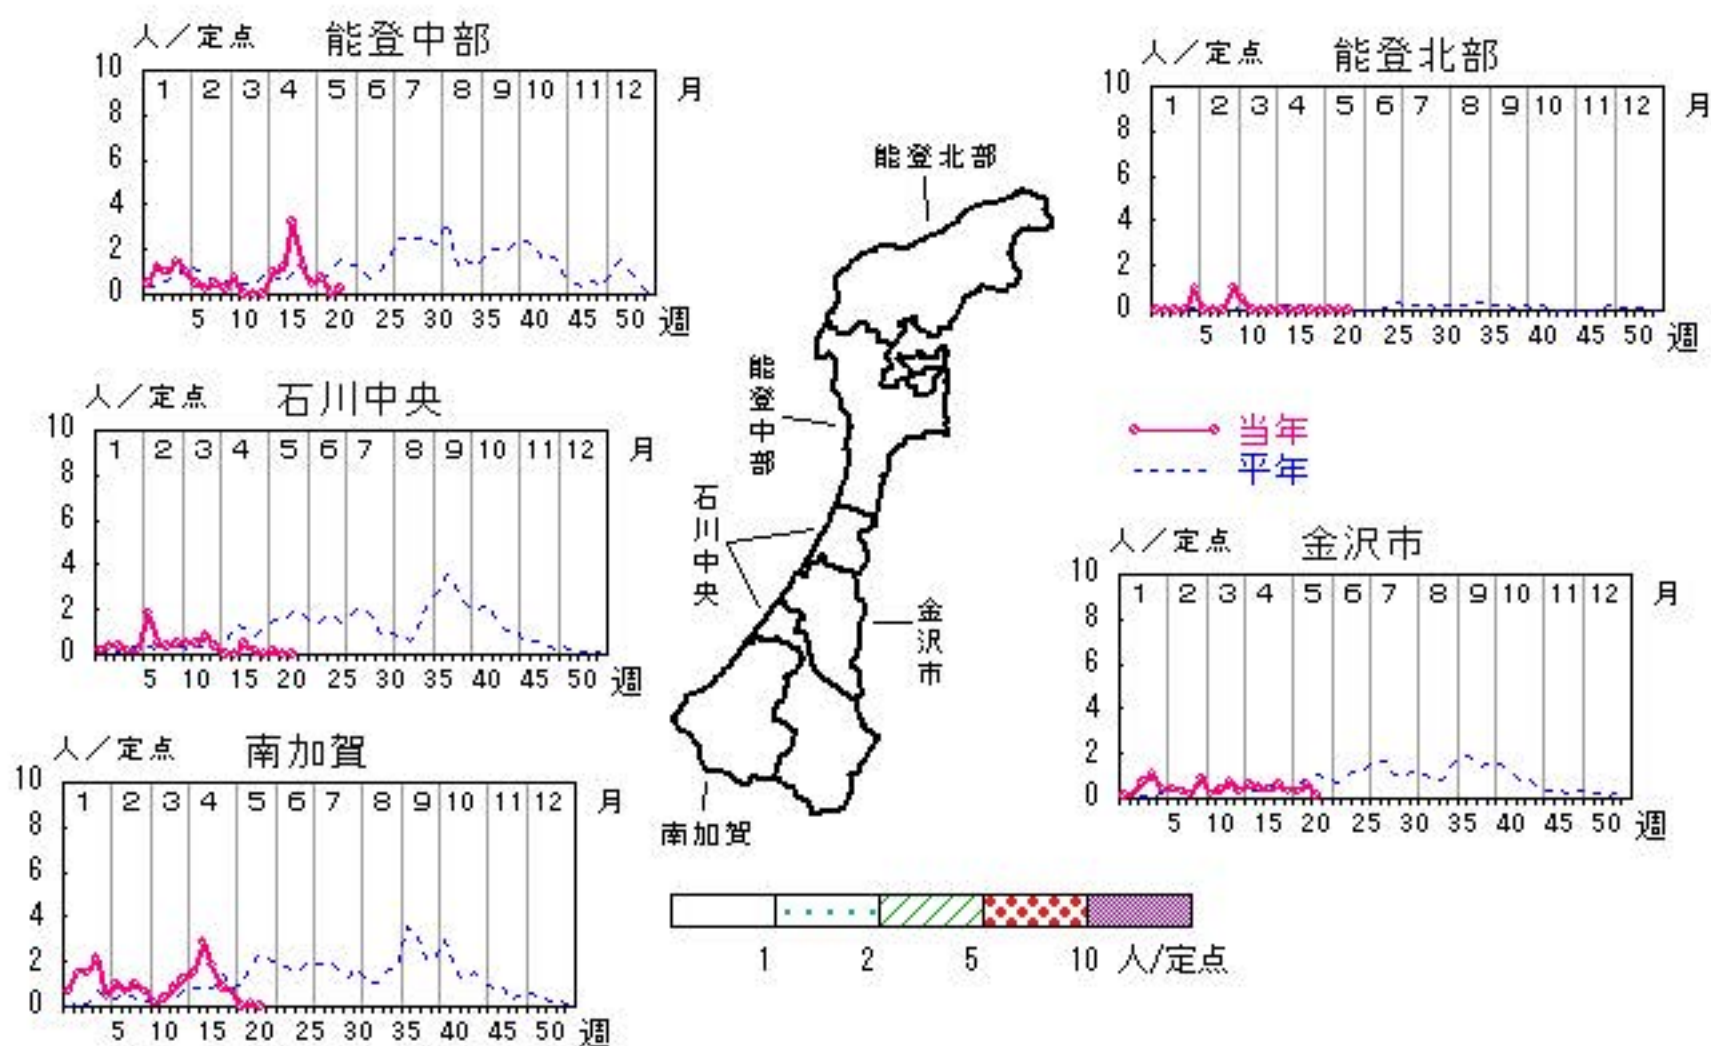 人／定点 能登中部
10 8 6 4 2 0
1 2 3 4 5 6 7 8 9 10 11 12 月
5 10 15 20 25 30 35 40 45 50 週
人／定点 能登北部
10 8 6 4 2 0
1 2 3 4 5 6 7 8 9 10 11 12 月
5 10 15 20 25 30 35 40 45 50 週
人／定点 石川中央
10 8 6 4 2 0
1 2 3 4 5 6 7 8 9 10 11 12 月
5 10 15 20 25 30 35 40 45 50 週
能登北部
能登中部
石川中央
金沢市
南加賀
当年
平年
人／定点 金沢市
10 8 6 4 2 0
1 2 3 4 5 6 7 8 9 10 11 12 月
5 10 15 20 25 30 35 40 45 50 週
人／定点 南加賀
10 8 6 4 2 0
1 2 3 4 5 6 7 8 9 10 11 12 月
5 10 15 20 25 30 35 40 45 50 週
1 2 5 10 人/定点